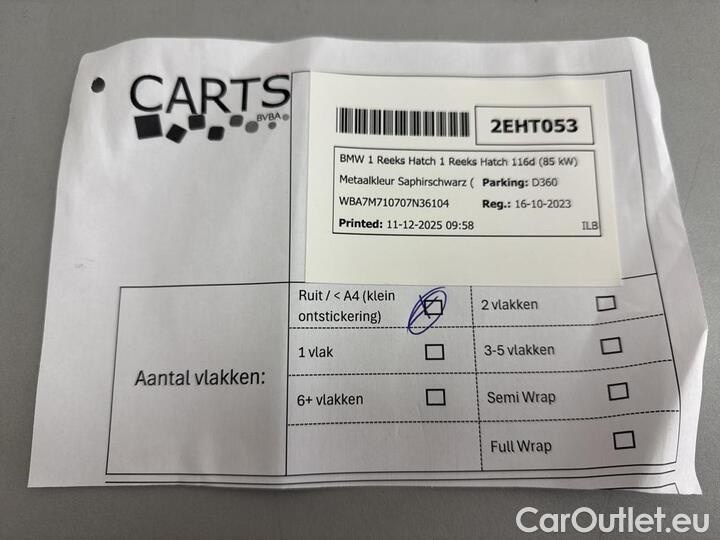 CARTS
BVBA
2EHT053
BMW 1 Reeks Hatch 1 Reeks Hatch 116d (85 kW)
Metaalkleur Saphirschwarz ( Parking: D360
WBA7M710707N36104 Reg.: 16-10-2023
Printed: 11-12-2025 09:58 ILB
Aantal vlakken:
Ruit / < A4 (klein
ontstickering)
2 vlakken
1 vlak
3-5 vlakken
6+ vlakken
Semi Wrap
Full Wrap
CarOutlet.eu